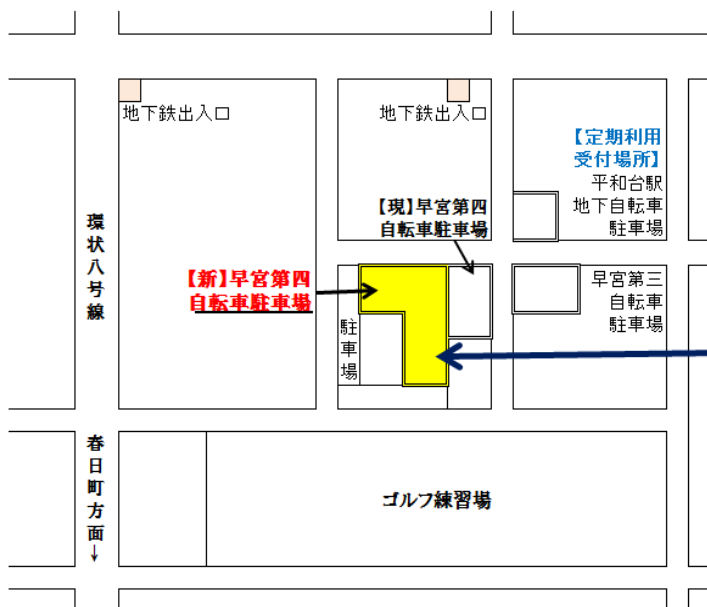 地下鉄出入口
地下鉄出入口
【定期利用
受付場所】
平和台駅
地下自転車
駐車場
【現】早宮第四
自転車駐車場
環状八号線
【新】早宮第四
自転車駐車場
駐車場
早宮第三
自転車
駐車場
春日町方面→
ゴルフ練習場